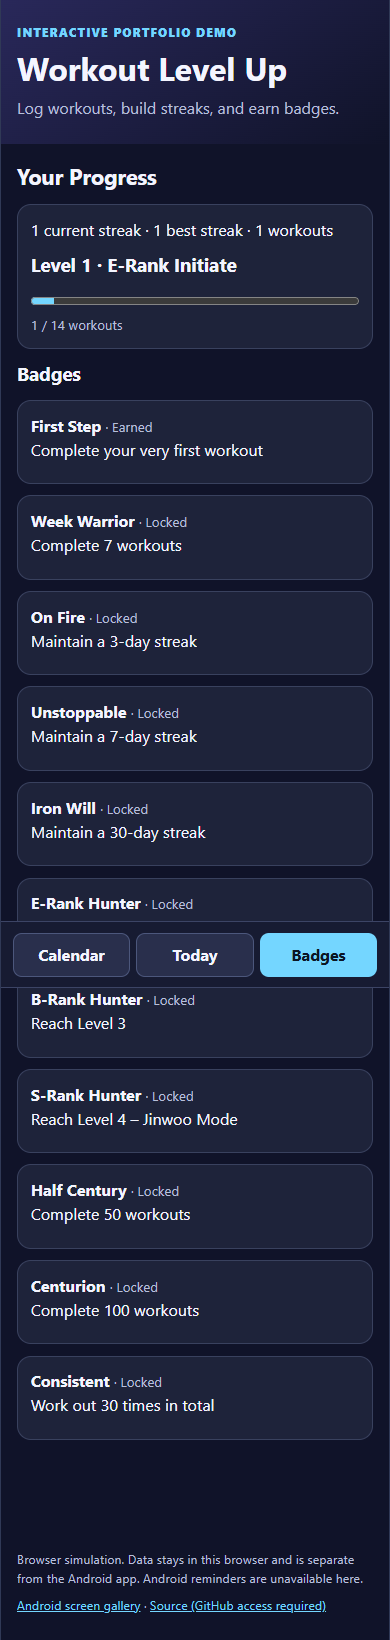 INTERACTIVE PORTFOLIO DEMO
Workout Level Up
Log workouts, build streaks, and earn badges.
Your Progress
1 current streak · 1 best streak · 1 workouts
Level 1 · E-Rank Initiate
1 / 14 workouts
Badges
First Step · Earned
Complete your very first workout
Week Warrior · Locked
Complete 7 workouts
On Fire · Locked
Maintain a 3-day streak
Unstoppable · Locked
Maintain a 7-day streak
Iron Will · Locked
Maintain a 30-day streak
E-Rank Hunter · Locked
Calendar
Today
Badges
B-Rank Hunter · Locked
Reach Level 3
S-Rank Hunter · Locked
Reach Level 4 – Jinwoo Mode
Half Century · Locked
Complete 50 workouts
Centurion · Locked
Complete 100 workouts
Consistent · Locked
Work out 30 times in total
Browser simulation. Data stays in this browser and is separate
from the Android app. Android reminders are unavailable here.
Android screen gallery · Source (GitHub access required)